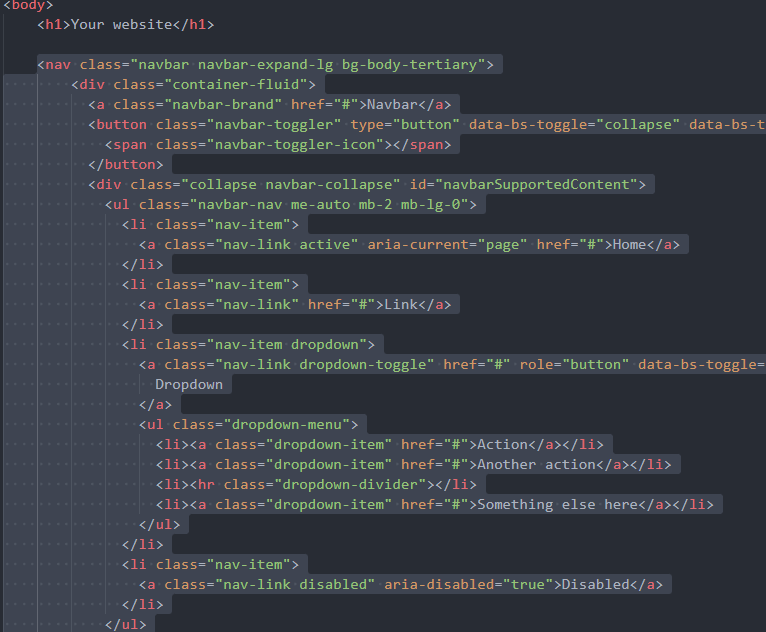 <body>
<h1>Your website</h1>
<nav class="navbar navbar-expand-lg bg-body-tertiary">
<div class="container-fluid">
<a class="navbar-brand" href="#">Navbar</a>
<button class="navbar-toggler" type="button" data-bs-toggle="collapse" data-bs-t
<span class="navbar-toggler-icon"></span>
</button>
<div class="collapse navbar-collapse" id="navbarSupportedContent">
<ul class="navbar-nav me-auto mb-2 mb-lg-0">
<li class="nav-item">
<a class="nav-link active" aria-current="page" href="#">Home</a>
</li>
<li class="nav-item">
<a class="nav-link" href="#">Link</a>
</li>
<li class="nav-item dropdown">
<a class="nav-link dropdown-toggle" href="#" role="button" data-bs-toggle=
Dropdown
</a>
<ul class="dropdown-menu">
<li><a class="dropdown-item" href="#">Action</a></li>
<li><a class="dropdown-item" href="#">Another action</a></li>
<li><hr class="dropdown-divider"></li>
<li><a class="dropdown-item" href="#">Something else here</a></li>
</ul>
</li>
<li class="nav-item">
<a class="nav-link disabled" aria-disabled="true">Disabled</a>
</li>
</ul>